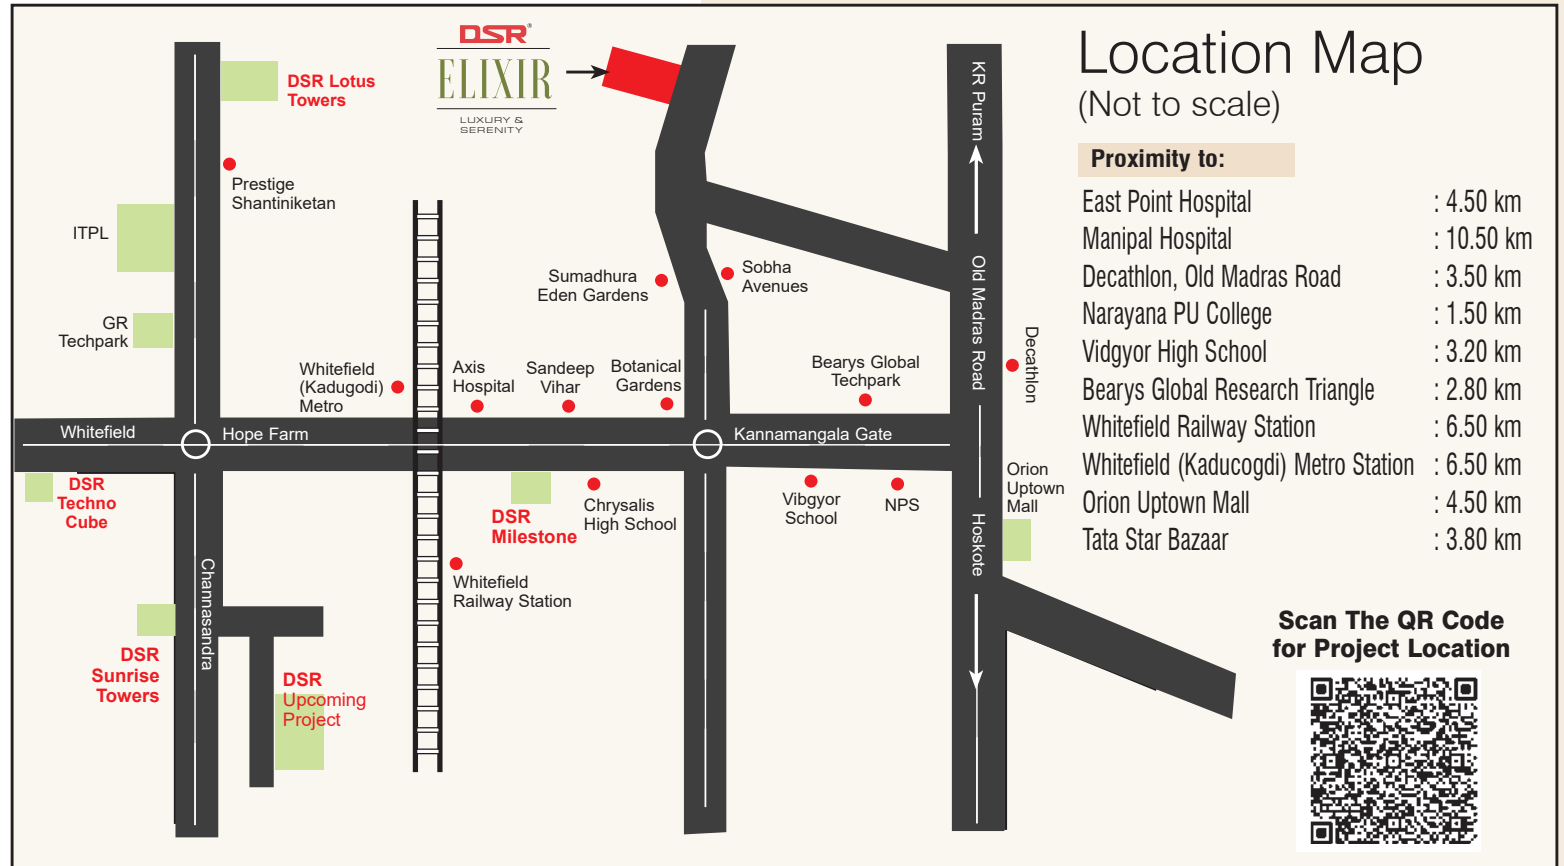 DSR®
ELIXIR
LUXURY &
SERENITY
DSR Lotus
Towers
Prestige
Shantiniketan
ITPL
GR
Techpark
Whitefield
(Kadugodi)
Metro
Axis
Hospital
Sandeep
Vihar
Botanical
Gardens
Sumadhura
Eden Gardens
Sobha
Avenues
Bearys Global
Techpark
KR Puram
Old Madras Road
Decathlon
Whitefield
Hope Farm
Kannamangala Gate
DSR
Techno
Cube
DSR
Milestone
Chrysalis
High School
Vibgyor
School
NPS
Orion
Uptown
Mall
Hoskote
Whitefield
Railway Station
Channasandra
DSR
Sunrise
Towers
DSR
Upcoming
Project
Location Map
(Not to scale)
Proximity to:
East Point Hospital : 4.50 km
Manipal Hospital : 10.50 km
Decathlon, Old Madras Road : 3.50 km
Narayana PU College : 1.50 km
Vidgyor High School : 3.20 km
Bearys Global Research Triangle : 2.80 km
Whitefield Railway Station : 6.50 km
Whitefield (Kaducogdi) Metro Station : 6.50 km
Orion Uptown Mall : 4.50 km
Tata Star Bazaar : 3.80 km
Scan The QR Code
for Project Location